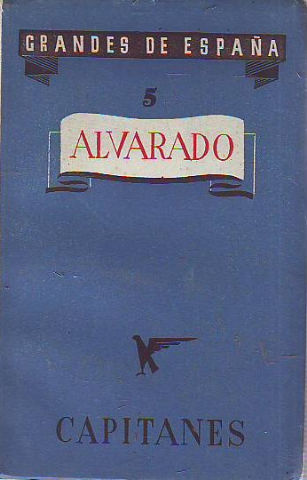 GRANDES DE ESPAÑA
5
ALVARADO
CAPITANES